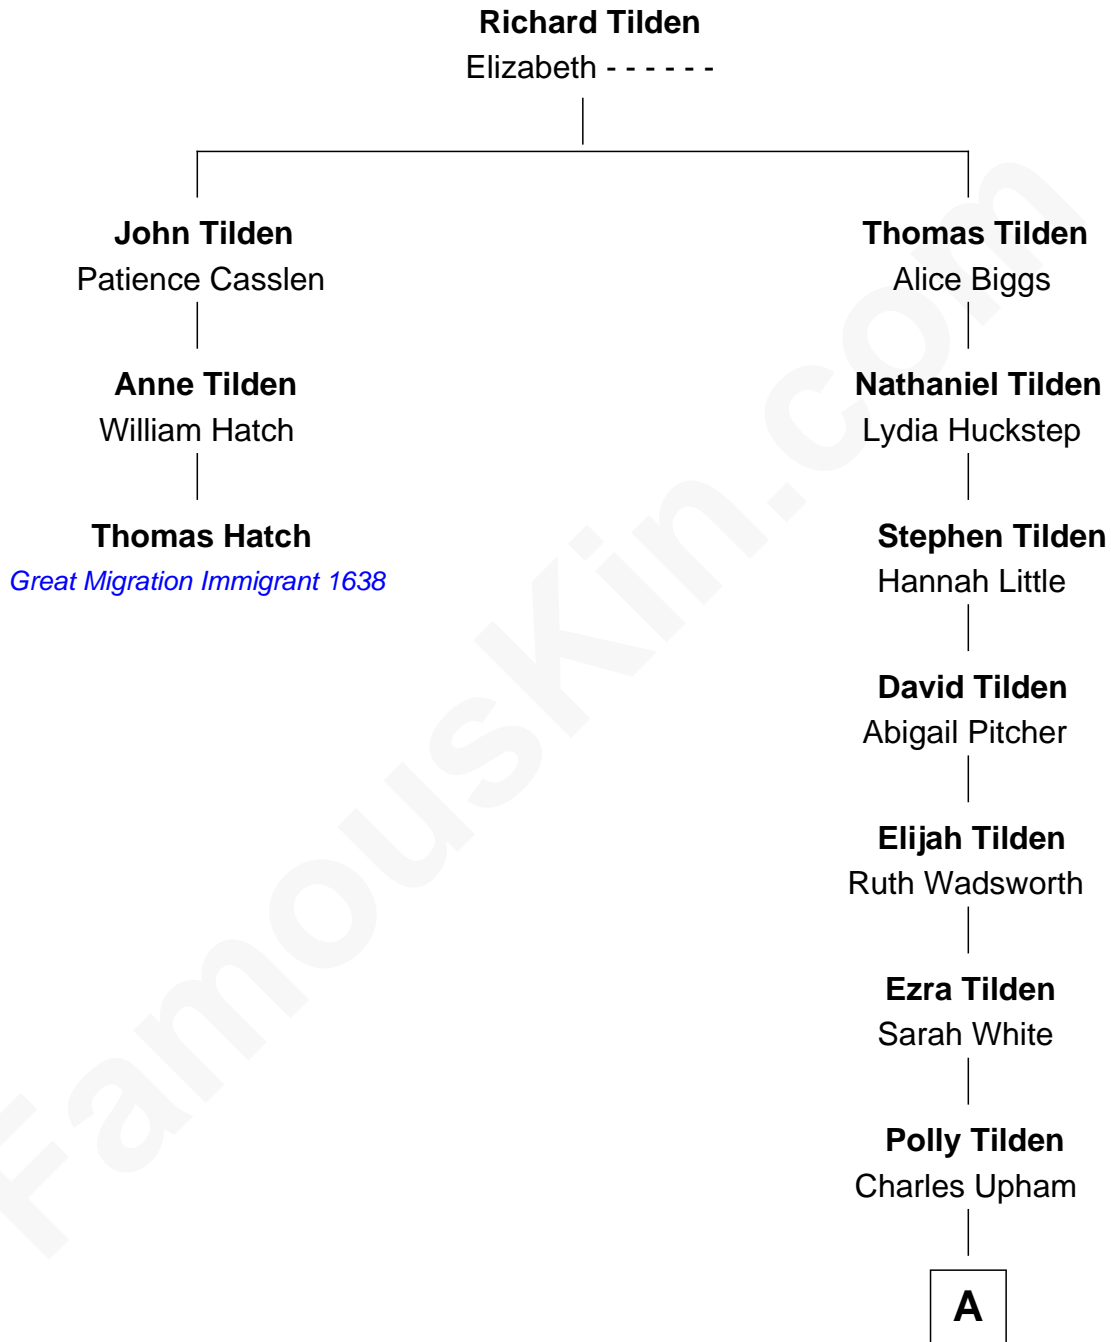 Richard Tilden
Elizabeth - - - - - -
John Tilden
Patience Casslen
Anne Tilden
William Hatch
Thomas Hatch
Great Migration Immigrant 1638
Thomas Tilden
Alice Biggs
Nathaniel Tilden
Lydia Huckstep
Stephen Tilden
Hannah Little
David Tilden
Abigail Pitcher
Elijah Tilden
Ruth Wadsworth
Ezra Tilden
Sarah White
Polly Tilden
Charles Upham
A
FamousKin.com